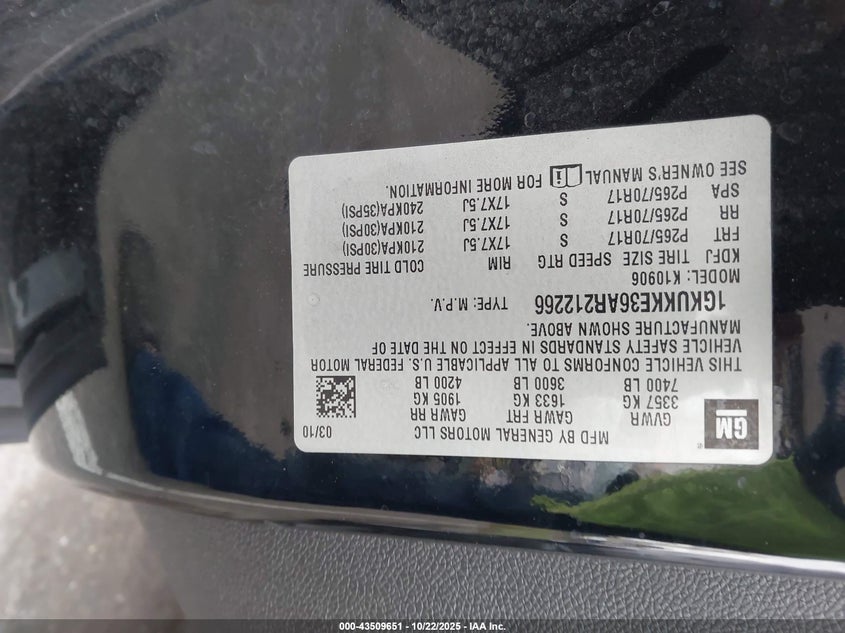 GM
MFD BY GENERAL MOTORS LLC 03/10
GVWR GAWR FRT GAWR RR
3357 KG 1633 KG 1905 KG
7400 LB 3600 LB 4200 LB
THIS VEHICLE CONFORMS TO ALL APPLICABLE U.S. FEDERAL MOTOR
VEHICLE SAFETY STANDARDS IN EFFECT ON THE DATE OF
MANUFACTURE SHOWN ABOVE.
1GKUKKE36AR212266 TYPE: M.P.V.
MODEL: K10906
KDFJ TIRE SIZE SPEED RTG RIM COLD TIRE PRESSURE
FRT P265/70R17 S 17X7.5J 210KPA(30PSI)
RR P265/70R17 S 17X7.5J 210KPA(30PSI)
SPA P265/70R17 S 17X7.5J 240KPA(35PSI)
SEE OWNER'S MANUAL FOR MORE INFORMATION.
000-43509651 - 10/22/2025 - IAA Inc.